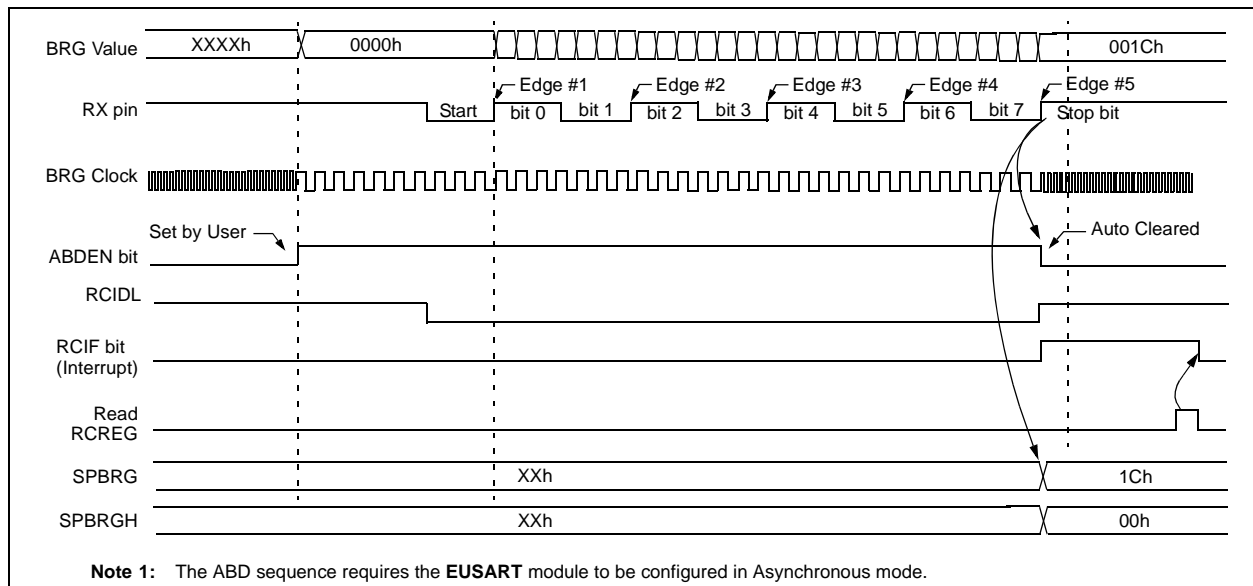 BRG Value XXXXh 0000h 001Ch
Edge #1 Edge #2 Edge #3 Edge #4 Edge #5
RX pin Start bit 0 bit 1 bit 2 bit 3 bit 4 bit 5 bit 6 bit 7 Stop bit
BRG Clock
Set by User Auto Cleared
ABDEN bit
RCIDL
RCIF bit
(Interrupt)
Read
RCREG
SPBRG XXh 1Ch
SPBRGH XXh 00h
Note 1: The ABD sequence requires the EUSART module to be configured in Asynchronous mode.